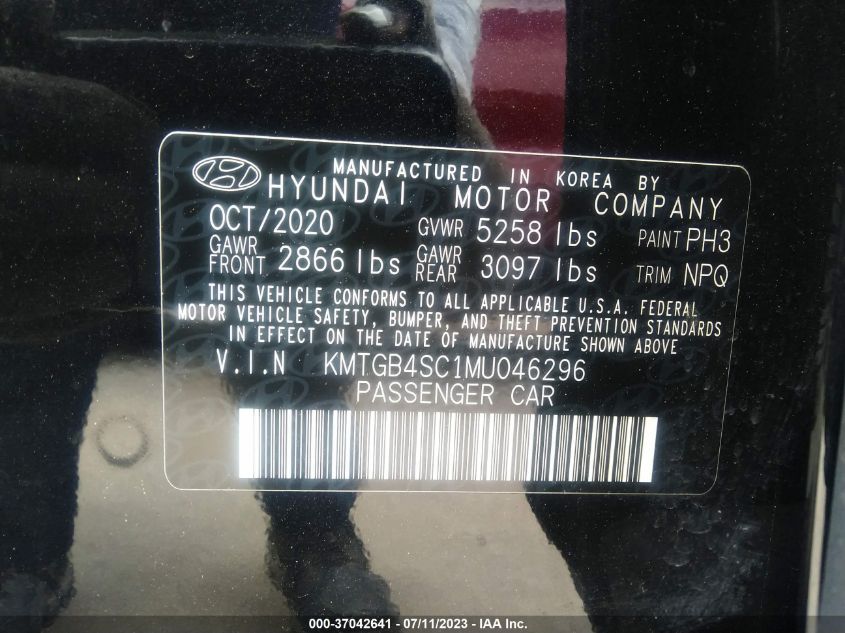 MANUFACTURED IN KOREA BY
HYUNDAI MOTOR COMPANY
OCT/2020 GVWR 5258 lbs PAINT PH3
GAWR FRONT 2866 lbs GAWR REAR 3097 lbs TRIM NPQ
THIS VEHICLE CONFORMS TO ALL APPLICABLE U.S.A. FEDERAL
MOTOR VEHICLE SAFETY, BUMPER, AND THEFT PREVENTION STANDARDS
IN EFFECT ON THE DATE OF MANUFACTURE SHOWN ABOVE
V.I.N KMTGB4SC1MU046296
PASSENGER CAR
000-37042641 - 07/11/2023 - IAA Inc.